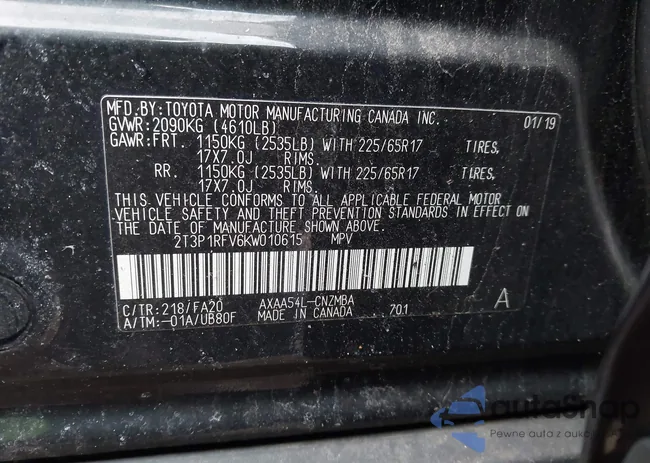 MFD.BY:TOYOTA MOTOR MANUFACTURING CANADA INC. 01/19
GVWR:2090KG (4610LB)
GAWR:FRT. 1150KG (2535LB) WITH 225/65R17 TIRES,
17X7.0J RIMS.
RR. 1150KG (2535LB) WITH 225/65R17 TIRES,
17X7.0J RIMS.
THIS VEHICLE CONFORMS TO ALL APPLICABLE FEDERAL MOTOR
VEHICLE SAFETY AND THEFT PREVENTION STANDARDS IN EFFECT ON
THE DATE OF MANUFACTURE SHOWN ABOVE.
2T3P1RFV6KW010615 MPV
C/TR:218/FA20 AXAA54L-CNZMBA A
A/TM:-01A/UB80F MADE IN CANADA 701
autoSnap
Pewne auta z aukcji